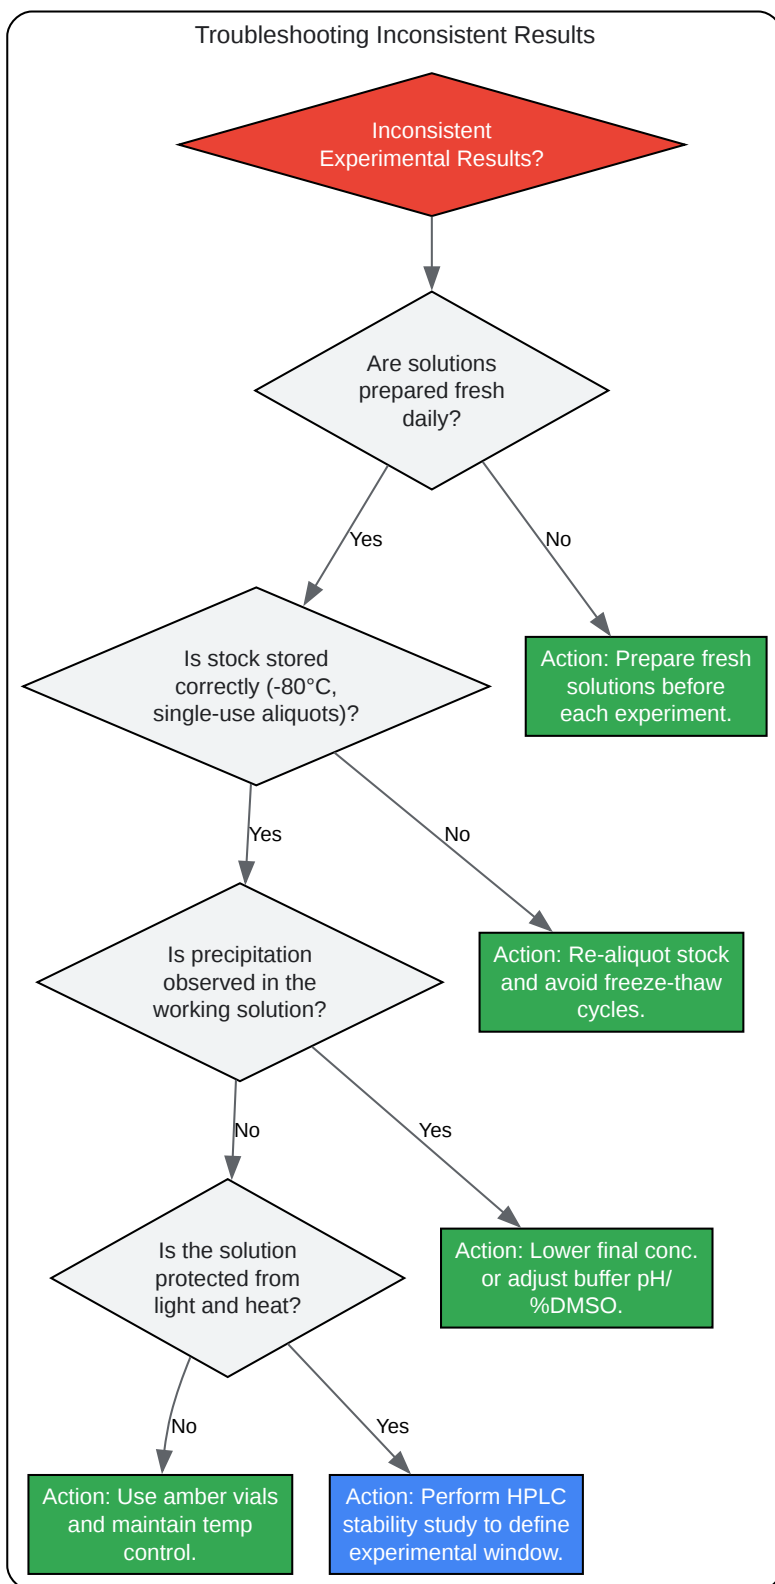 Troubleshooting Inconsistent Results
Inconsistent
Experimental Results?
Are solutions
prepared fresh
daily?
Yes
No
Is stock stored
correctly (-80°C,
single-use aliquots)?
Action: Prepare fresh
solutions before
each experiment.
Yes
No
Is precipitation
observed in the
working solution?
Action: Re-aliquot stock
and avoid freeze-thaw
cycles.
No
Yes
Is the solution
protected from
light and heat?
Action: Lower final conc.
or adjust buffer pH/
%DMSO.
No
Yes
Action: Use amber vials
and maintain temp
control.
Action: Perform HPLC
stability study to define
experimental window.